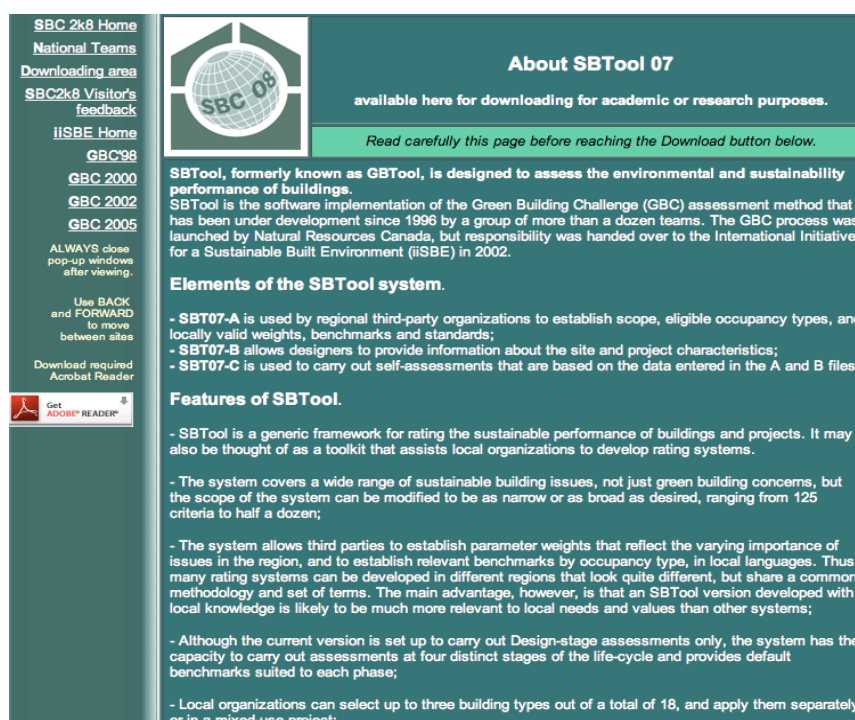 SBC 2k8 Home
National Teams
Downloading area
SBC2k8 Visitor's
feedback
iiSBE Home
GBC'98
GBC 2000
GBC 2002
GBC 2005
ALWAYS close
pop-up windows
after viewing.
Use BACK
and FORWARD
to move
between sites
Download required
Acrobat Reader
Get
ADOBE® READER®
SBC 08
About SBTool 07
available here for downloading for academic or research purposes.
Read carefully this page before reaching the Download button below.
SBTool, formerly known as GBTool, is designed to assess the environmental and sustainability
performance of buildings.
SBTool is the software implementation of the Green Building Challenge (GBC) assessment method that
has been under development since 1996 by a group of more than a dozen teams. The GBC process was
launched by Natural Resources Canada, but responsibility was handed over to the International Initiative
for a Sustainable Built Environment (iiSBE) in 2002.
Elements of the SBTool system.
- SBT07-A is used by regional third-party organizations to establish scope, eligible occupancy types, and
locally valid weights, benchmarks and standards;
- SBT07-B allows designers to provide information about the site and project characteristics;
- SBT07-C is used to carry out self-assessments that are based on the data entered in the A and B files
Features of SBTool.
- SBTool is a generic framework for rating the sustainable performance of buildings and projects. It may
also be thought of as a toolkit that assists local organizations to develop rating systems.
- The system covers a wide range of sustainable building issues, not just green building concerns, but
the scope of the system can be modified to be as narrow or as broad as desired, ranging from 125
criteria to half a dozen;
- The system allows third parties to establish parameter weights that reflect the varying importance of
issues in the region, and to establish relevant benchmarks by occupancy type, in local languages. Thus
many rating systems can be developed in different regions that look quite different, but share a common
methodology and set of terms. The main advantage, however, is that an SBTool version developed with
local knowledge is likely to be much more relevant to local needs and values than other systems;
- Although the current version is set up to carry out Design-stage assessments only, the system has the
capacity to carry out assessments at four distinct stages of the life-cycle and provides default
benchmarks suited to each phase;
- Local organizations can select up to three building types out of a total of 18, and apply them separately
or in a mixed use project;